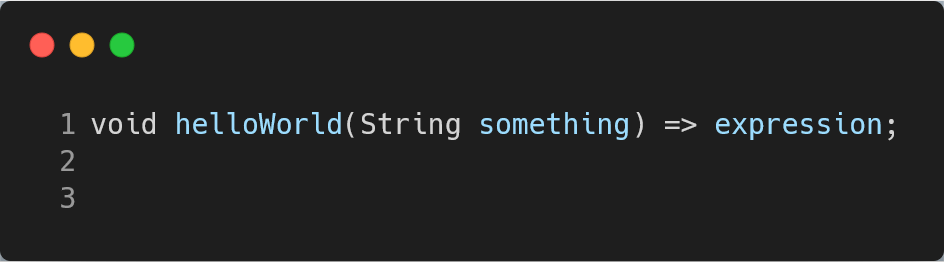 1 void helloWorld(String something) => expression;
2
3